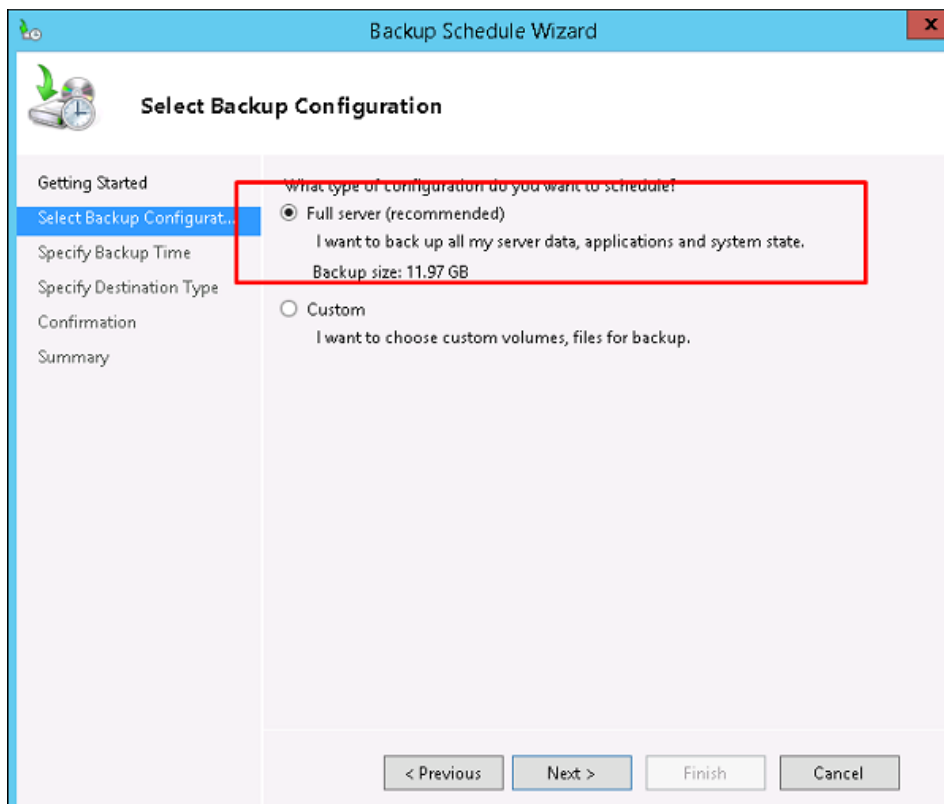 Backup Schedule Wizard
x
Select Backup Configuration
Getting Started
Select Backup Configurat...
Specify Backup Time
Specify Destination Type
Confirmation
Summary
What type of configuration do you want to schedule?
Full server (recommended)
I want to back up all my server data, applications and system state.
Backup size: 11.97 GB
Custom
I want to choose custom volumes, files for backup.
< Previous
Next >
Finish
Cancel